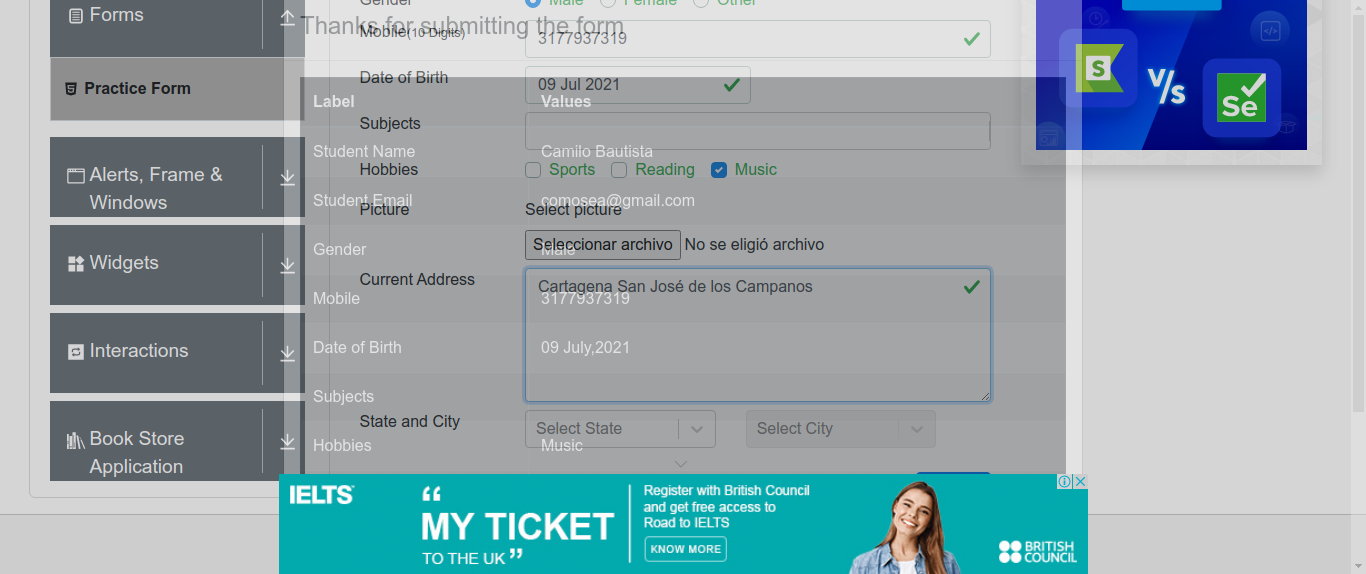 Forms
Practice Form
Alerts, Frame &
Windows
Widgets
Interactions
Book Store
Application
Gender
Male
Female
Other
Thanks for submitting the form
Mobile(10 Digits)
3177937319
Date of Birth
09 Jul 2021
Label
Values
Subjects
Student Name
Camilo Bautista
Hobbies
Sports
Reading
Music
Student Email
comosea@gmail.com
Picture
Select picture
Gender
Male
Seleccionar archivo
No se eligió archivo
Current Address
Cartagena San José de los Campanos
Mobile
3177937319
Date of Birth
09 July,2021
Subjects
State and City
Select State
Select City
Hobbies
Music
S
V/s
Se
IELTS
“
MY TICKET
TO THE UK”
Register with British Council
and get free access to
Road to IELTS
KNOW MORE
BRITISH
COUNCIL